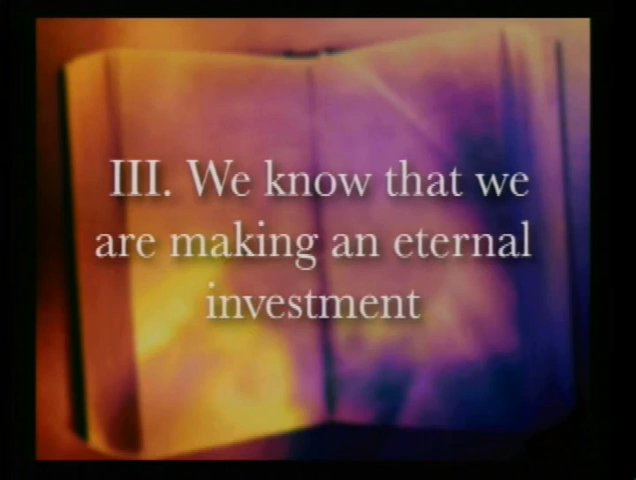 III. We know that we
are making an eternal
investment